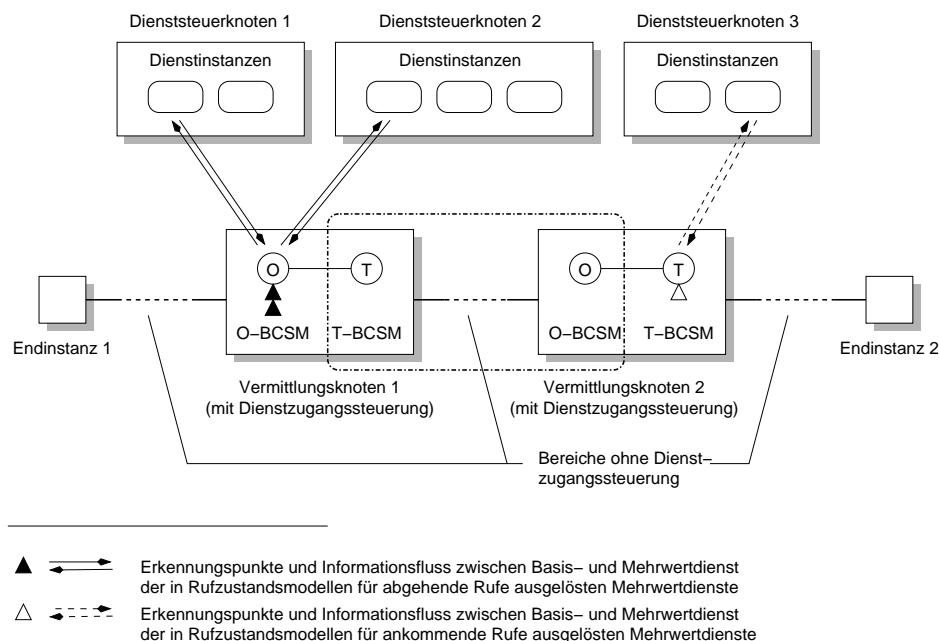 Dienststeuerknoten 1
Dienststeuerknoten 2
Dienststeuerknoten 3
Dienstinstanzen
Dienstinstanzen
Dienstinstanzen
O
T
O
T
O–BCSM
T–BCSM
O–BCSM
T–BCSM
Endinstanz 1
Endinstanz 2
Vermittlungsknoten 1
(mit Dienstzugangssteuerung)
Vermittlungsknoten 2
(mit Dienstzugangssteuerung)
Bereiche ohne Dienst–
zugangssteuerung
Erkennungspunkte und Informationsfluss zwischen Basis– und Mehrwertdienst
der in Rufzustandsmodellen für abgehende Rufe ausgelösten Mehrwertdienste
Erkennungspunkte und Informationsfluss zwischen Basis– und Mehrwertdienst
der in Rufzustandsmodellen für ankommende Rufe ausgelösten Mehrwertdienste